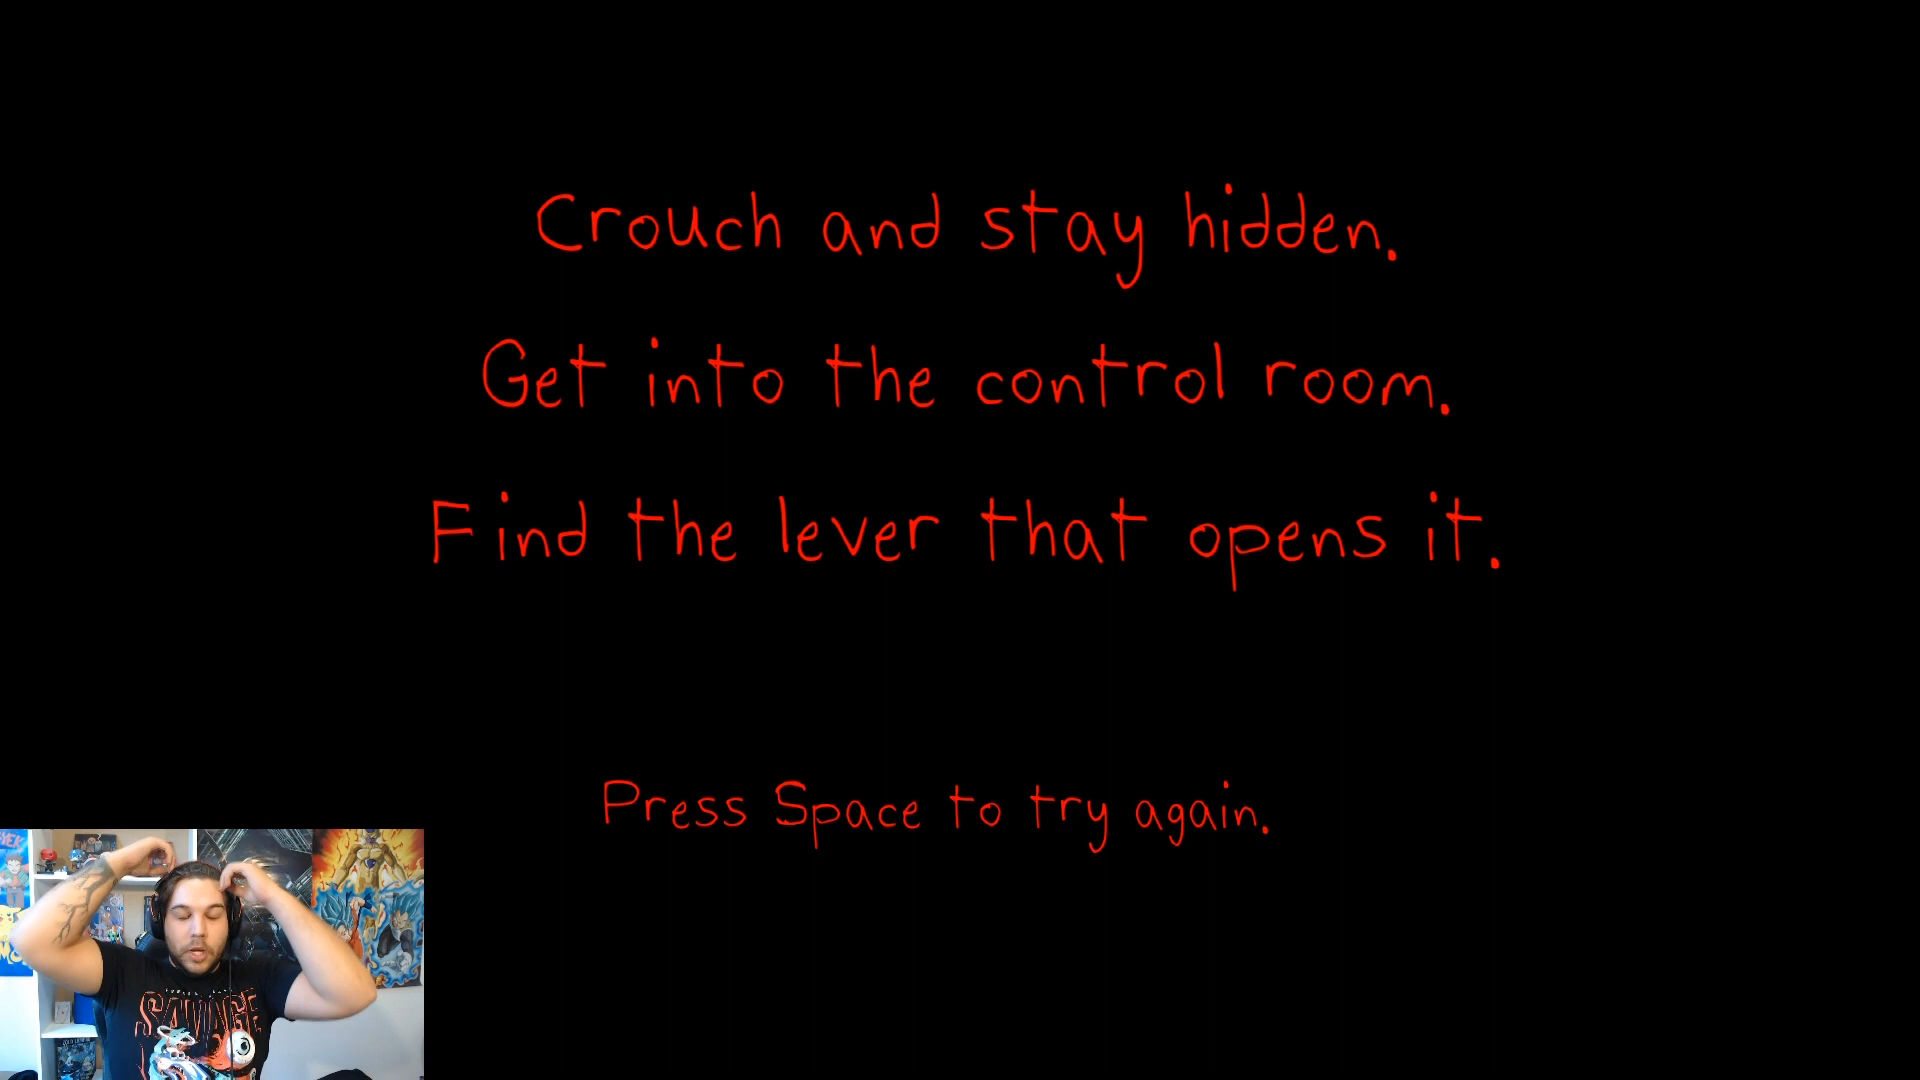 Crouch and stay hidden.
Get into the control room.
Find the lever that opens it.
Press Space to try again.
SAVAGE